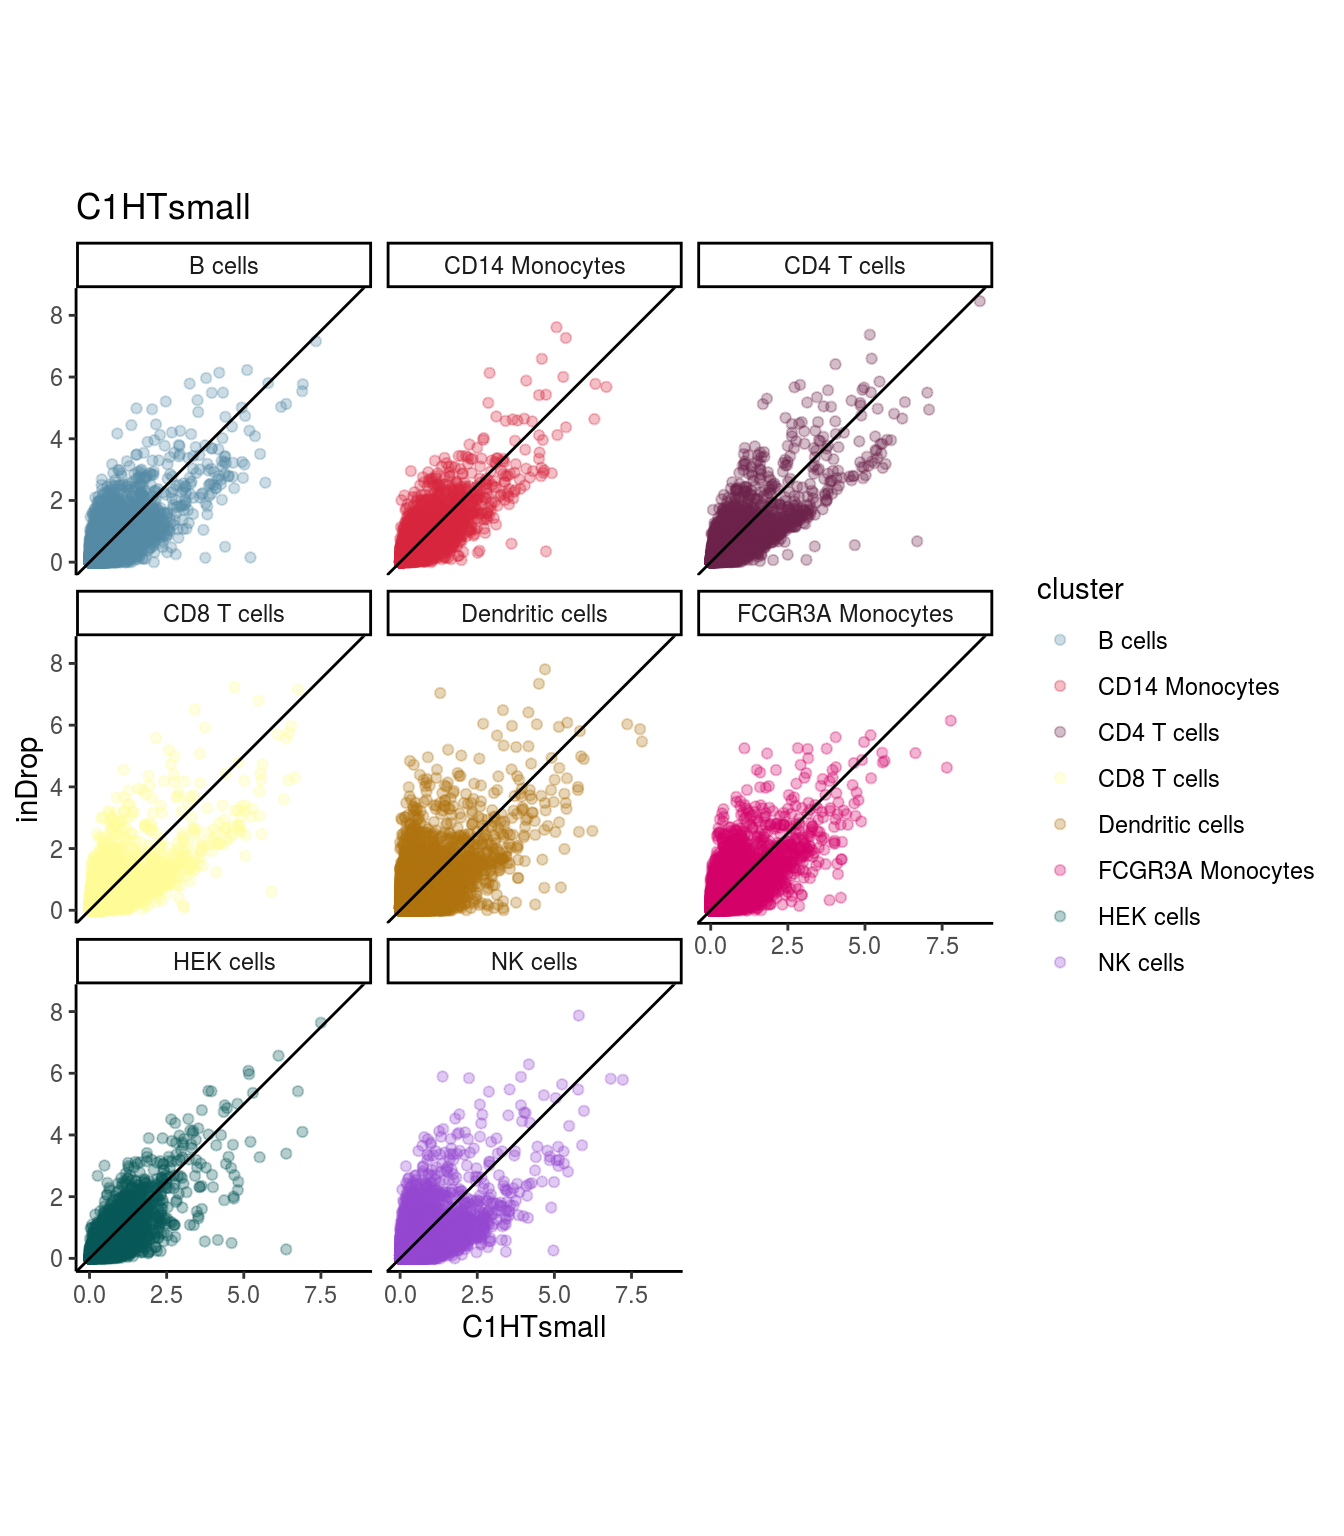 C1HTsmall
B cells
CD14 Monocytes
CD4 T cells
8
6
4
2
0
CD8 T cells
Dendritic cells
FCGR3A Monocytes
8
6
4
2
0
0.0 2.5 5.0 7.5
HEK cells
NK cells
8
6
4
2
0
0.0 2.5 5.0 7.5
0.0 2.5 5.0 7.5
C1HTsmall
inDrop
cluster
B cells
CD14 Monocytes
CD4 T cells
CD8 T cells
Dendritic cells
FCGR3A Monocytes
HEK cells
NK cells